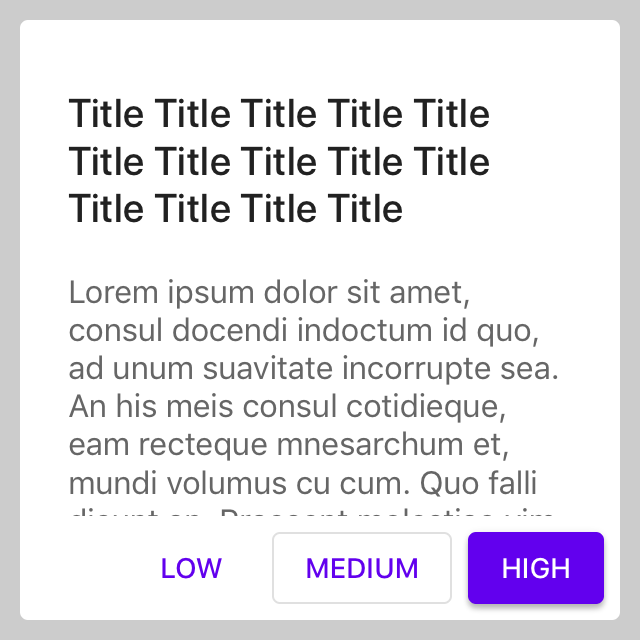 Title Title Title Title Title
Title Title Title Title Title
Title Title Title Title
Lorem ipsum dolor sit amet,
consul docendi indoctum id quo,
ad unum suavitate incorrupte sea.
An his meis consul cotidieque,
eam recteque mnesarchum et,
mundi volumus cu cum. Quo falli
LOW
MEDIUM
HIGH